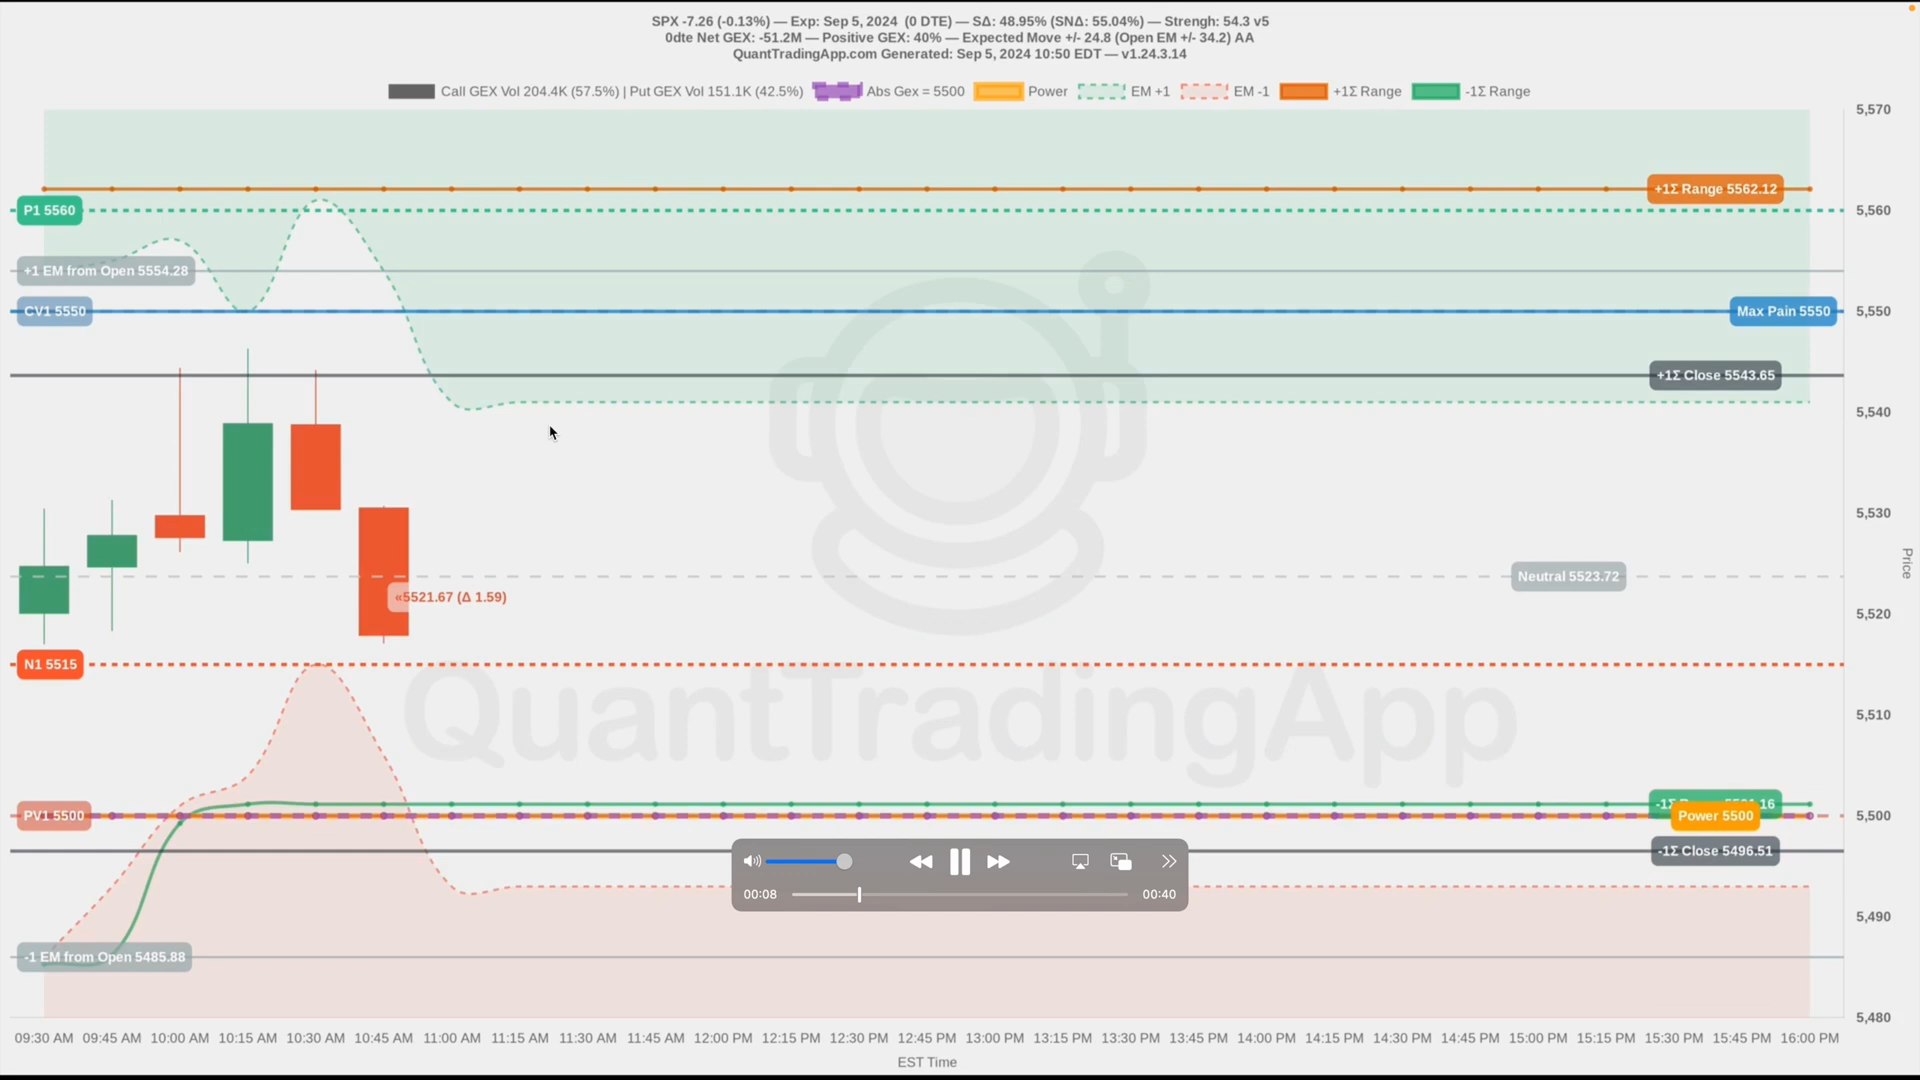 SPX -7.26 (-0.13%) — Exp: Sep 5, 2024 (0 DTE) — SΔ: 48.95% (SNΔ: 55.04%) — Strengh: 54.3 v5
0dte Net GEX: -51.2M — Positive GEX: 40% — Expected Move +/- 24.8 (Open EM +/- 34.2) AA
QuantTradingApp.com Generated: Sep 5, 2024 10:50 EDT — v1.24.3.14
Call GEX Vol 204.4K (57.5%) | Put GEX Vol 151.1K (42.5%) Abs Gex = 5500 Power EM +1 EM -1 +1Σ Range -1Σ Range
5,570
+1Σ Range 5562.12
P1 5560 5,560
+1 EM from Open 5554.28
CV1 5550 Max Pain 5550 5,550
+1Σ Close 5543.65
5,540
5,530
Neutral 5523.72
Price
«5521.67 (Δ 1.59)
5,520
N1 5515
QuantTradingApp
5,510
-1Σ 16
PV1 5500 Power 5500 5,500
-1Σ Close 5496.51
00:08 00:40
5,490
-1 EM from Open 5485.88
5,480
09:30 AM 09:45 AM 10:00 AM 10:15 AM 10:30 AM 10:45 AM 11:00 AM 11:15 AM 11:30 AM 11:45 AM 12:00 PM 12:15 PM 12:30 PM 12:45 PM 13:00 PM 13:15 PM 13:30 PM 13:45 PM 14:00 PM 14:15 PM 14:30 PM 14:45 PM 15:00 PM 15:15 PM 15:30 PM 15:45 PM 16:00 PM
EST Time